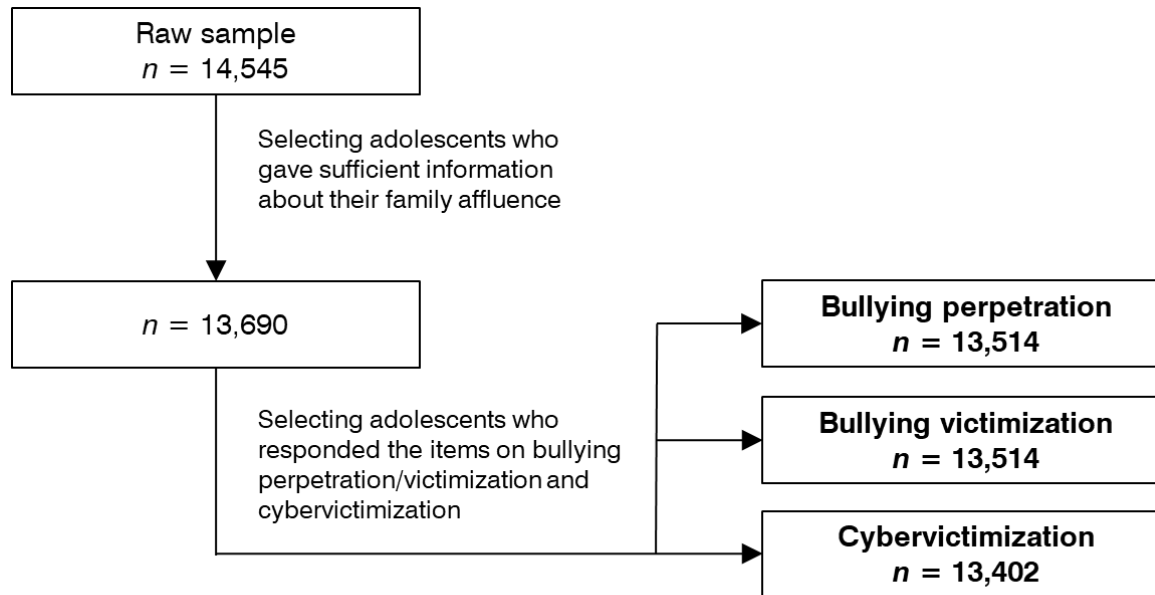 Raw sample
n = 14,545
Selecting adolescents who
gave sufficient information
about their family affluence
n = 13,690
Selecting adolescents who
responded the items on bullying
perpetration/victimization and
cybervictimization
Bullying perpetration
n = 13,514
Bullying victimization
n = 13,514
Cybervictimization
n = 13,402